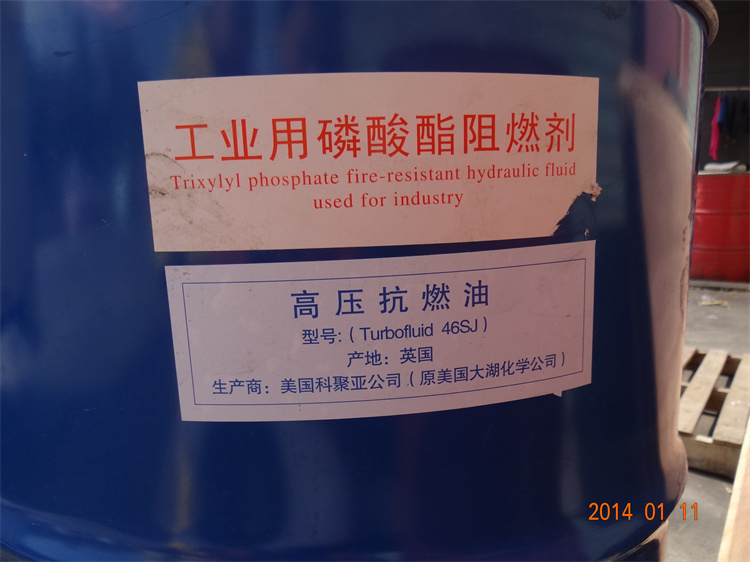 工业用磷酸酯阻燃剂
Trixylyl phosphate fire-resistant hydraulic fluid
used for industry
高压抗燃油
型号:(Turbofluid 46SJ)
产地：英国
生产商：美国科聚亚公司（原美国大湖化学公司）
2014 01 11